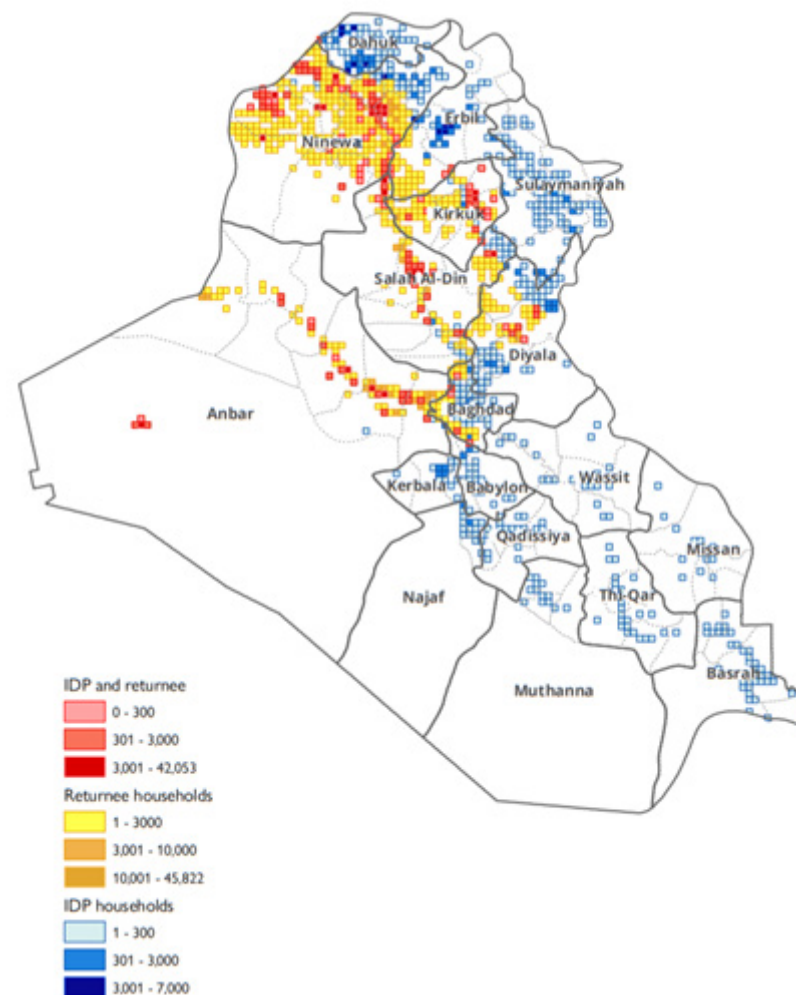 Dahuk
Erbil
Ninewa
Sulaymaniyah
Kirkuk
Salah Al-Din
Diyala
Anbar
Baghdad
Kerbala
Babylon
Wassit
Qadissiya
Missan
Najaf
Thi-Qar
Basrah
Muthanna
IDP and returnee
0 - 300
301 - 3,000
3,001 - 42,053
Returnee households
1 - 3000
3,001 - 10,000
10,001 - 45,822
IDP households
1 - 300
301 - 3,000
3,001 - 7,000